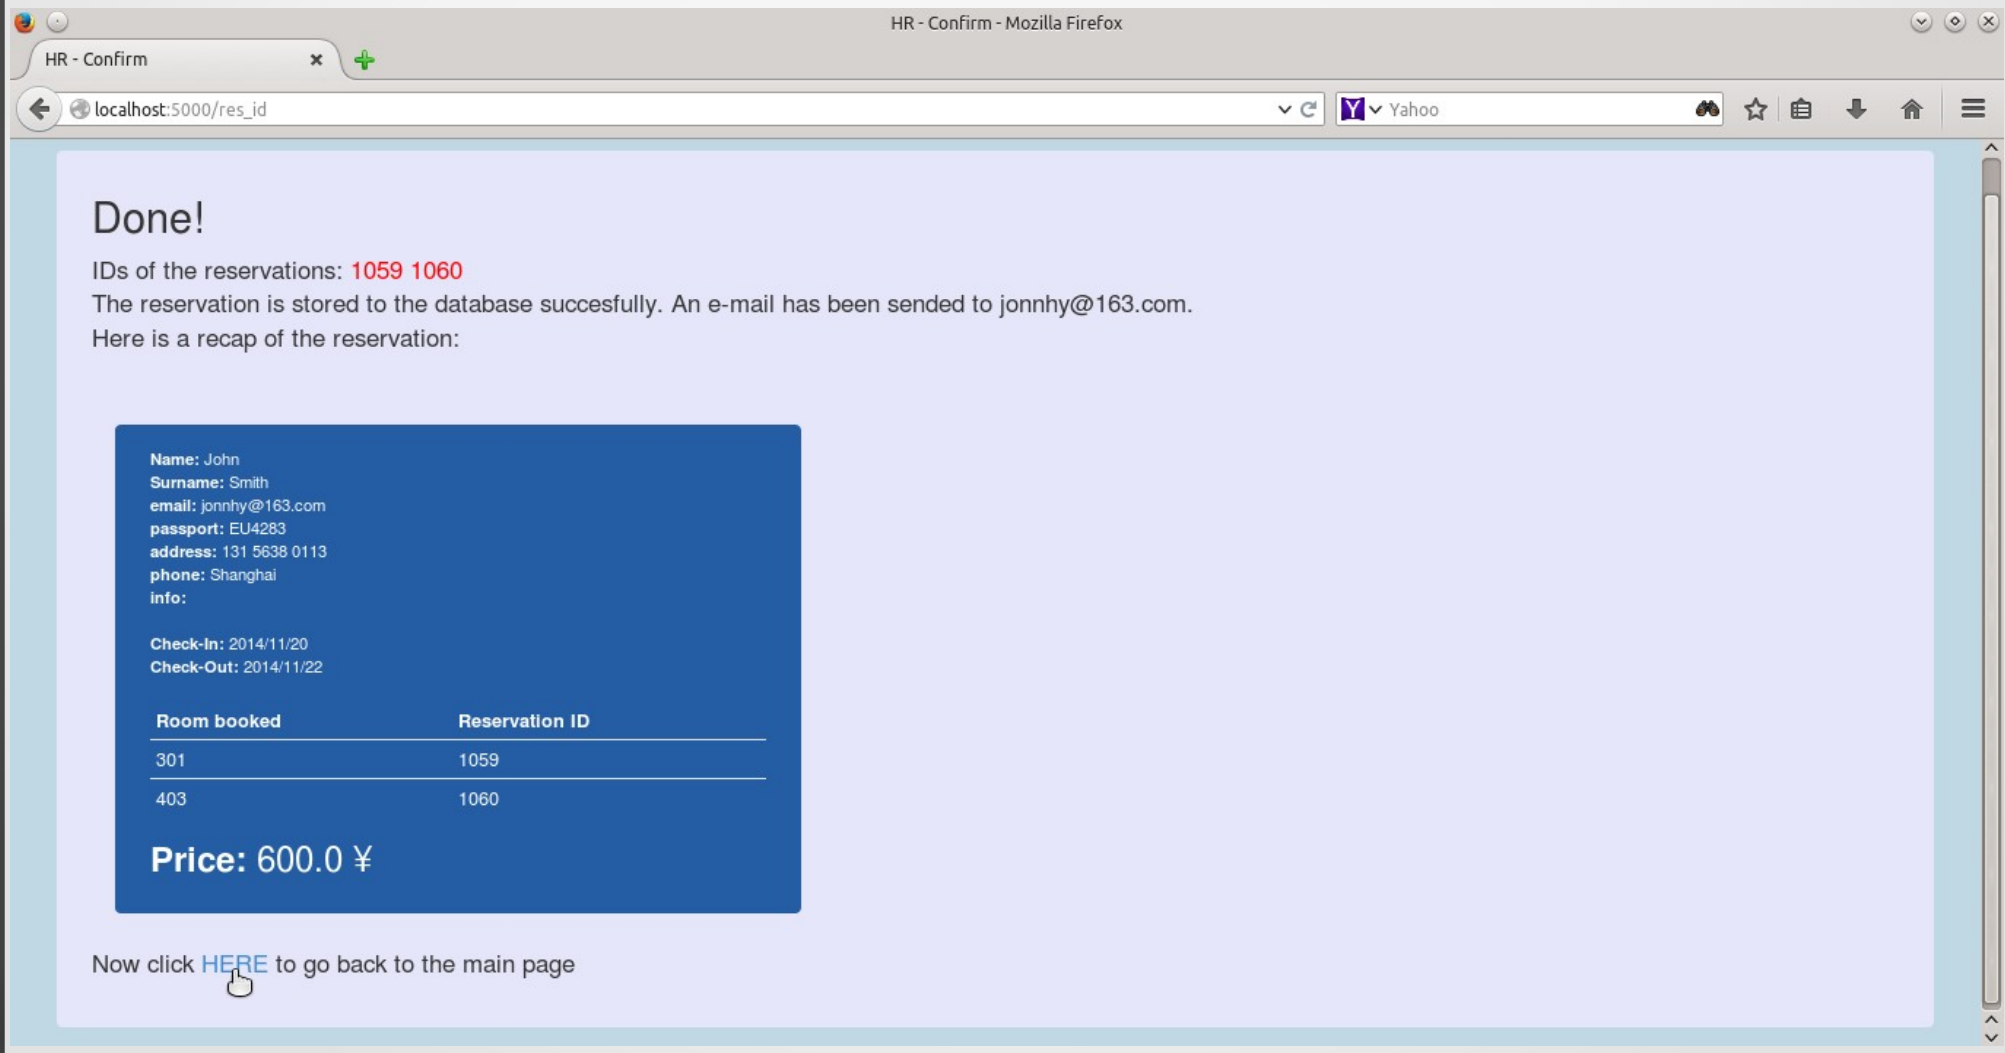 HR - Confirm - Mozilla Firefox
HR - Confirm
localhost:5000/res_id
Yahoo
Done!
IDs of the reservations: 1059 1060
The reservation is stored to the database succesfully. An e-mail has been sended to jonnhy@163.com.
Here is a recap of the reservation:
Name: John
Surname: Smith
email: jonnhy@163.com
passport: EU4283
address: 131 5638 0113
phone: Shanghai
info:
Check-In: 2014/11/20
Check-Out: 2014/11/22
Room booked Reservation ID
301 1059
403 1060
Price: 600.0 ¥
Now click HERE to go back to the main page